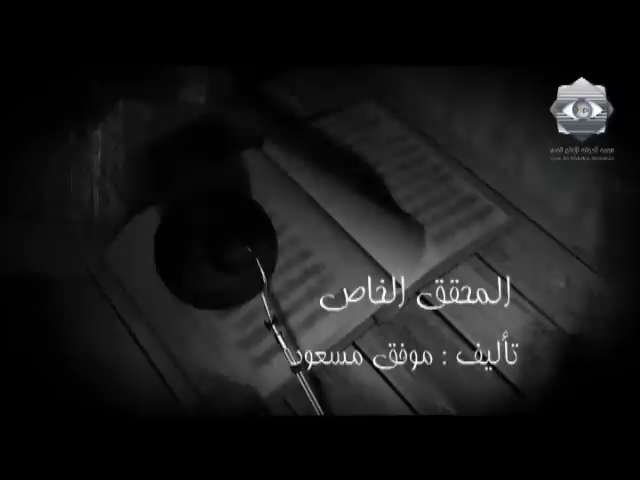 المحقق الخاص
تأليف : موفق مسعود